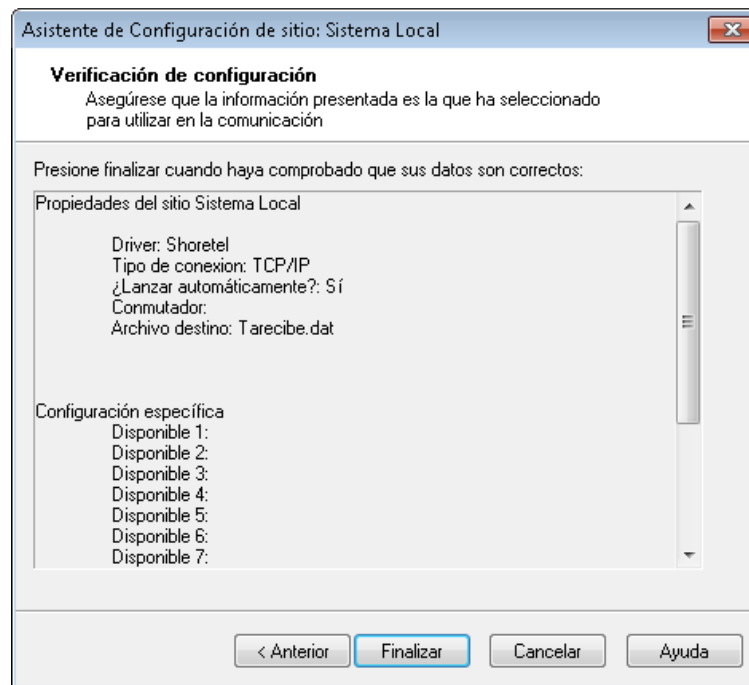 Asistente de Configuración de sitio: Sistema Local
Verificación de configuración
Asegúrese que la información presentada es la que ha seleccionado
para utilizar en la comunicación
Presione finalizar cuando haya comprobado que sus datos son correctos:
Propiedades del sitio Sistema Local
Driver: Shoretel
Tipo de conexion: TCP/IP
¿Lanzar automáticamente?: Sí
Conmutador:
Archivo destino: Tarecibe.dat
Configuración específica
Disponible 1:
Disponible 2:
Disponible 3:
Disponible 4:
Disponible 5:
Disponible 6:
Disponible 7:
< Anterior Finalizar Cancelar Ayuda